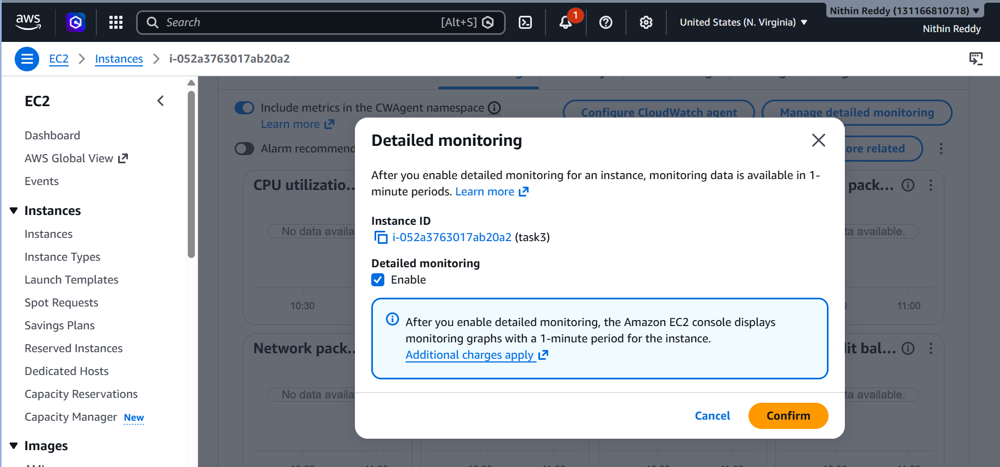 aws
Search
[Alt+S]
1
United States (N. Virginia)
Nithin Reddy (131166810718)
Nithin Reddy
EC2
Instances
i-052a3763017ab20a2
EC2
Dashboard
AWS Global View
Events
Instances
Instances
Instance Types
Launch Templates
Spot Requests
Savings Plans
Reserved Instances
Dedicated Hosts
Capacity Reservations
Capacity Manager New
Images
Include metrics in the CWAgent namespace
Learn more
Configure CloudWatch agent
Manage detailed monitoring
Alarm recommend
ore related
CPU utilizatio...
No data availa
10:30
pack...
ta available.
11:00
Network pack...
No data availa
it bal...
ta available.
Detailed monitoring
After you enable detailed monitoring for an instance, monitoring data is available in 1-
minute periods. Learn more
Instance ID
i-052a3763017ab20a2 (task3)
Detailed monitoring
Enable
After you enable detailed monitoring, the Amazon EC2 console displays
monitoring graphs with a 1-minute period for the instance.
Additional charges apply
Cancel
Confirm